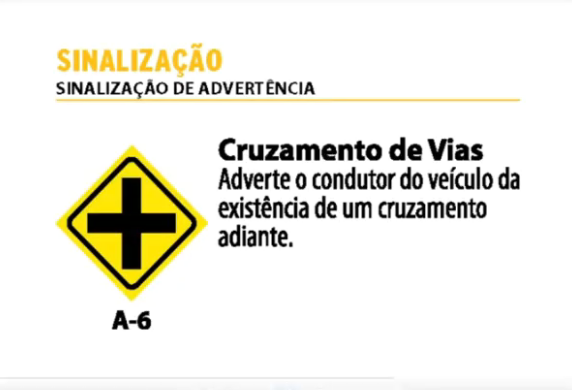 SINALIZAÇÃO
SINALIZAÇÃO DE ADVERTÊNCIA
Cruzamento de Vias
Adverte o condutor do veículo da
existência de um cruzamento
adiante.
A-6